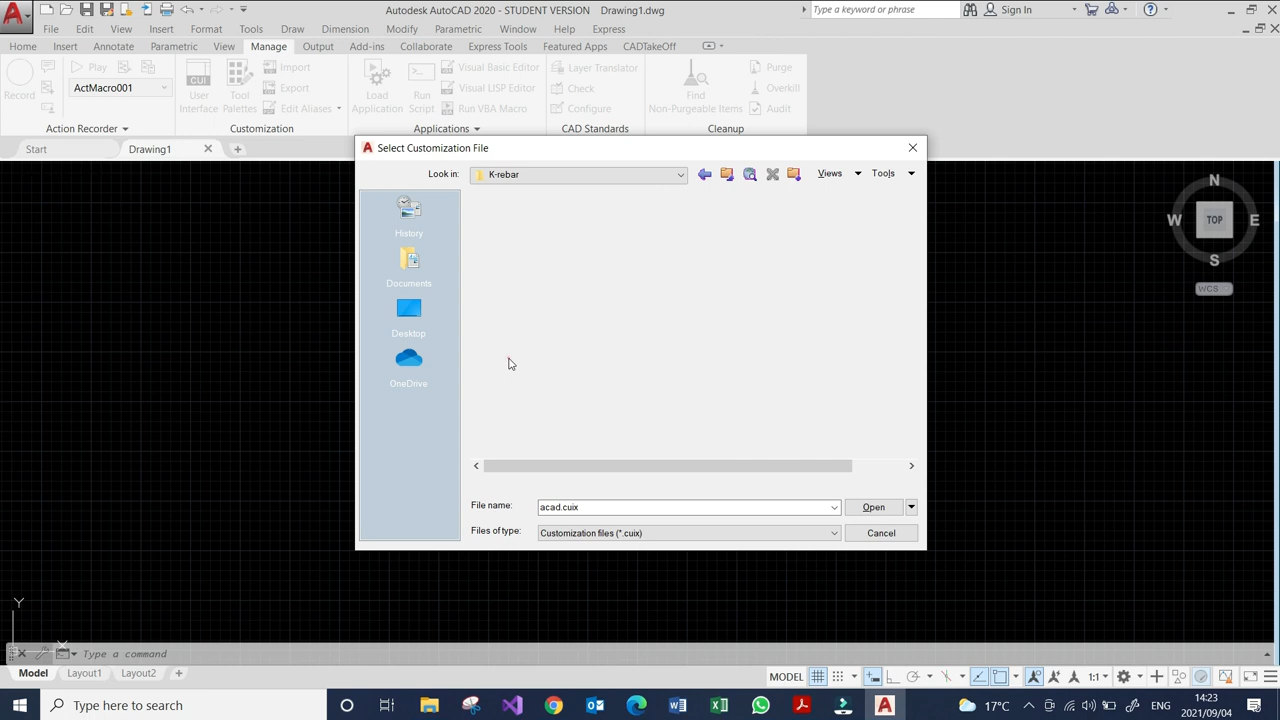 Autodesk AutoCAD 2020 - STUDENT VERSION Drawing1.dwg
Type a keyword or phrase
Sign In
File Edit View Insert Format Tools Draw Dimension Modify Parametric Window Help Express
Home Insert Annotate Parametric View Manage Output Add-ins Collaborate Express Tools Featured Apps CADTakeOff
Record
Play
ActMacro001
Action Recorder
CUI
User
Interface
Tool
Palettes
Import
Export
Edit Aliases
Customization
Load
Application
Run
Script
Visual Basic Editor
Visual LISP Editor
Run VBA Macro
Applications
Layer Translator
Check
Configure
CAD Standards
Find
Non-Purgeable Items
Purge
Overkill
Audit
Cleanup
Start Drawing1
Select Customization File
Look in: K-rebar Views Tools
History
Documents
Desktop
OneDrive
File name: acad.cuix Open
Files of type: Customization files (*.cuix) Cancel
N
W TOP E
S
WCS
Y
X
Type a command
Model Layout1 Layout2
MODEL 1:1
Type here to search
17°C ENG 14:23
2021/09/04